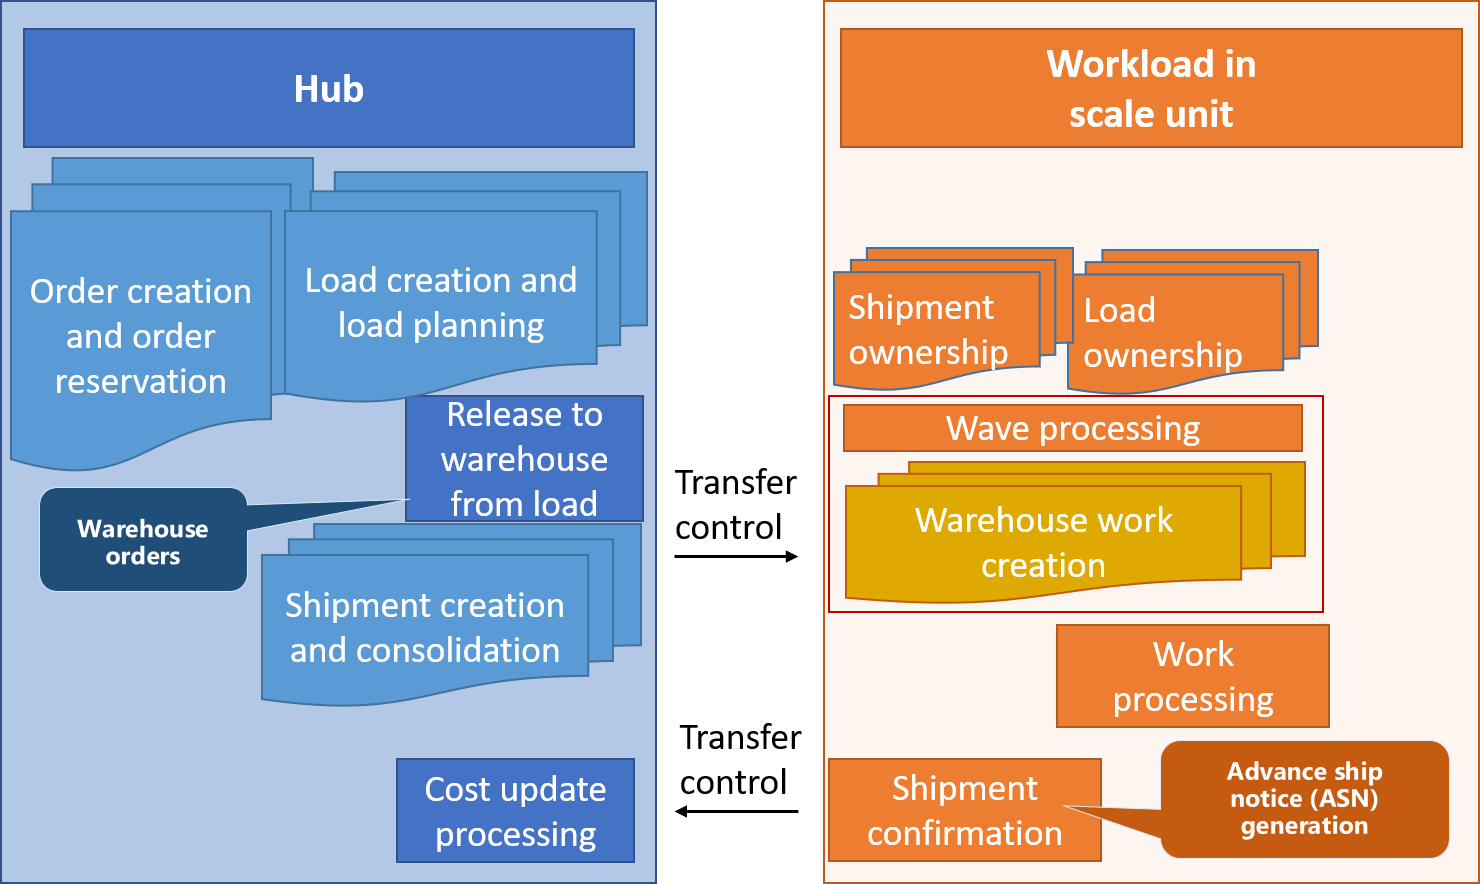 Hub
Order creation
and order
reservation
Load creation and
load planning
Release to
warehouse
from load
Warehouse
orders
Shipment creation
and consolidation
Cost update
processing
Transfer
control
Transfer
control
Workload in
scale unit
Shipment
ownership
Load
ownership
Wave processing
Warehouse work
creation
Work
processing
Shipment
confirmation
Advance ship
notice (ASN)
generation